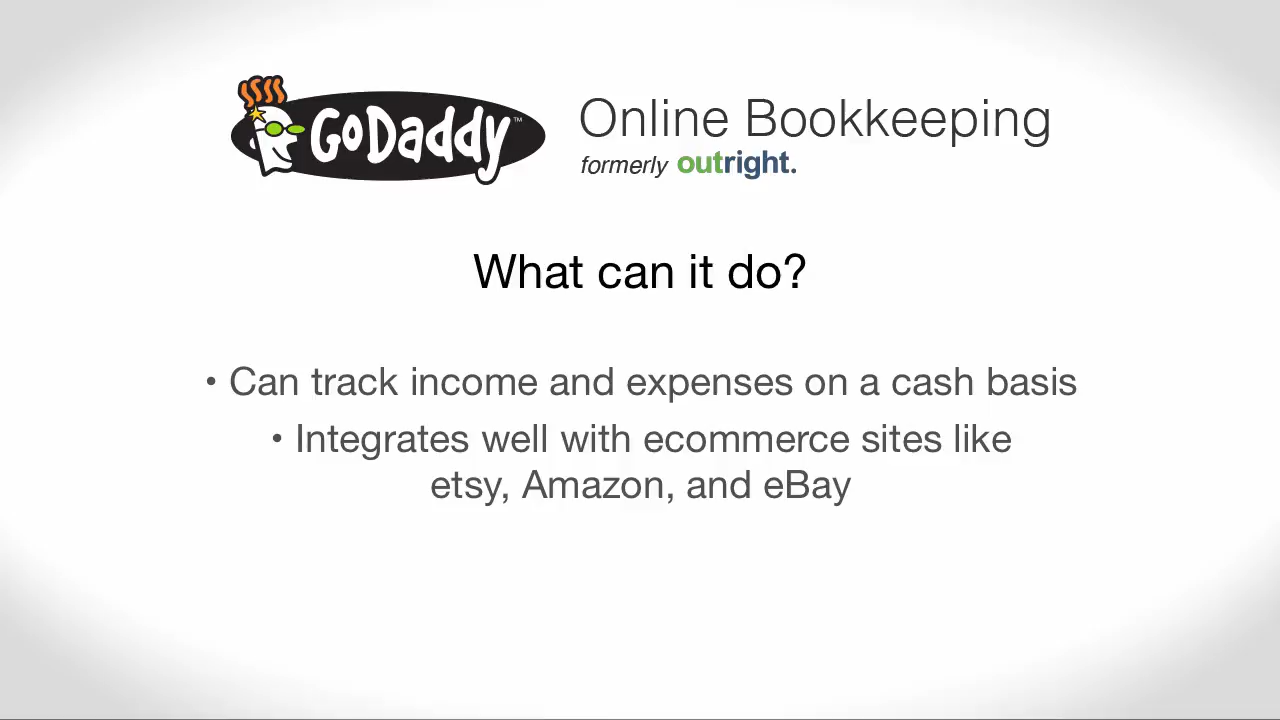 GoDaddy™ Online Bookkeeping
formerly outright.
What can it do?
• Can track income and expenses on a cash basis
• Integrates well with ecommerce sites like
etsy, Amazon, and eBay